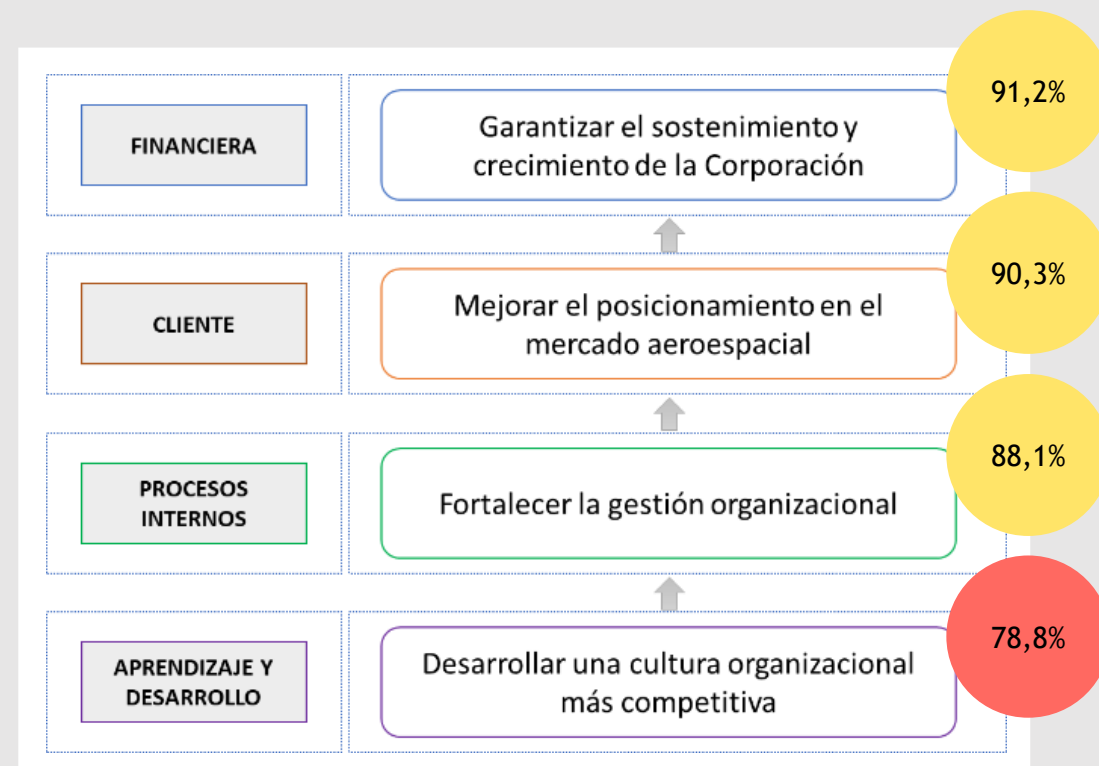 FINANCIERA
Garantizar el sostenimiento y
crecimiento de la Corporación
91,2%
CLIENTE
Mejorar el posicionamiento en el
mercado aeroespacial
90,3%
PROCESOS
INTERNOS
Fortalecer la gestión organizacional
88,1%
APRENDIZAJE Y
DESARROLLO
Desarrollar una cultura organizacional
más competitiva
78,8%